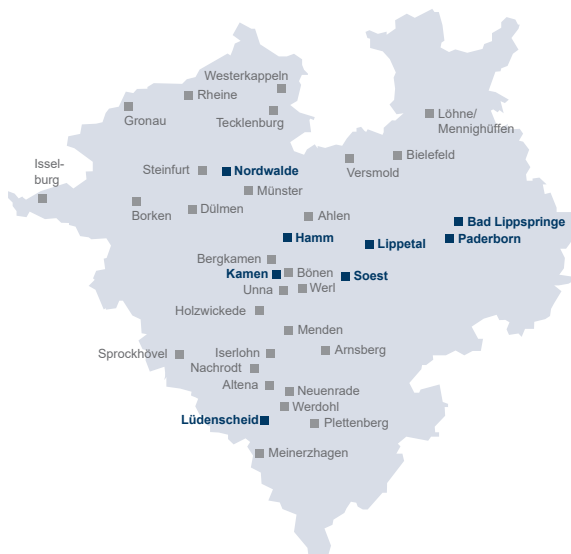 Westerkappeln
Rheine
Gronau
Tecklenburg
Löhne/
Mennighüffen
Bielefeld
Versmold
Issel-
burg
Steinfurt
Nordwalde
Münster
Borken
Dülmen
Ahlen
Bad Lippspringe
Hamm
Lippetal
Paderborn
Bergkamen
Kamen
Bönen
Soest
Unna
Werl
Holzwickede
Menden
Sprockhövel
Iserlohn
Arnsberg
Nachrodt
Altena
Neuenrade
Werdohl
Lüdenscheid
Plettenberg
Meinerzhagen